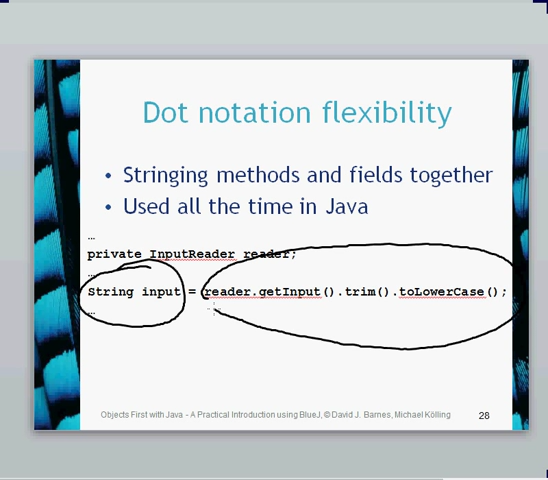 Dot notation flexibility
• Stringing methods and fields together
• Used all the time in Java
…
private InputReader reader;
…
String input = reader.getInput().trim().toLowerCase();
…
Objects First with Java - A Practical Introduction using BlueJ, © David J. Barnes, Michael Kölling
28